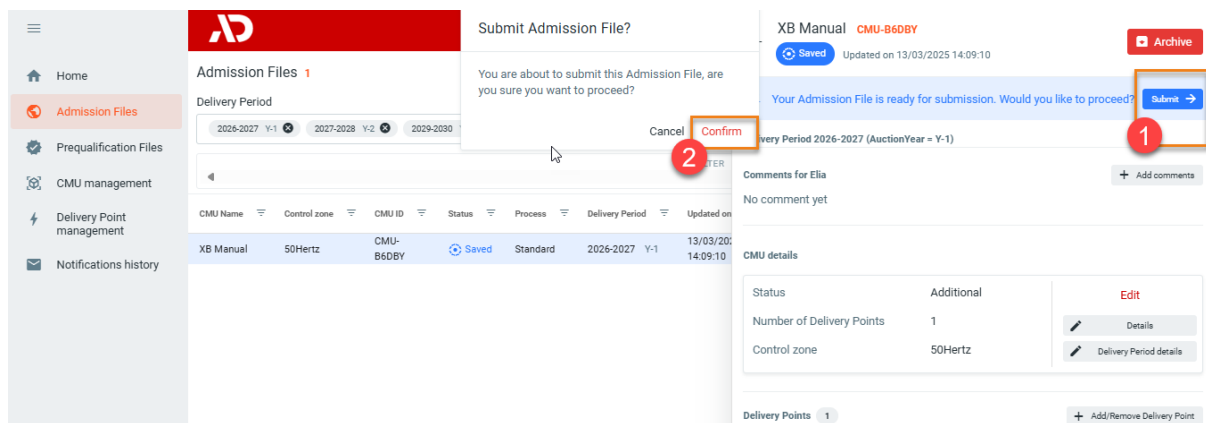 Home
Admission Files
Prequalification Files
CMU management
Delivery Point
management
Notifications history
Admission Files 1
Delivery Period
2026-2027 Y-1 2027-2028 Y-2 2029-2030
CMU Name Control zone CMU ID Status Process Delivery Period Updated on
XB Manual 50Hertz CMU-
B6DBY Saved Standard 2026-2027 Y-1 13/03/202
14:09:10
Submit Admission File?
You are about to submit this Admission File, are
you sure you want to proceed?
Cancel Confirm
2
XB Manual CMU-B6DBY
Saved Updated on 13/03/2025 14:09:10
Archive
Your Admission File is ready for submission. Would you like to proceed? Submit
1
very Period 2026-2027 (AuctionYear = Y-1)
Comments for Elia + Add comments
No comment yet
CMU details
Status Additional Edit
Number of Delivery Points 1 Details
Control zone 50Hertz Delivery Period details
Delivery Points 1 + Add/Remove Delivery Point